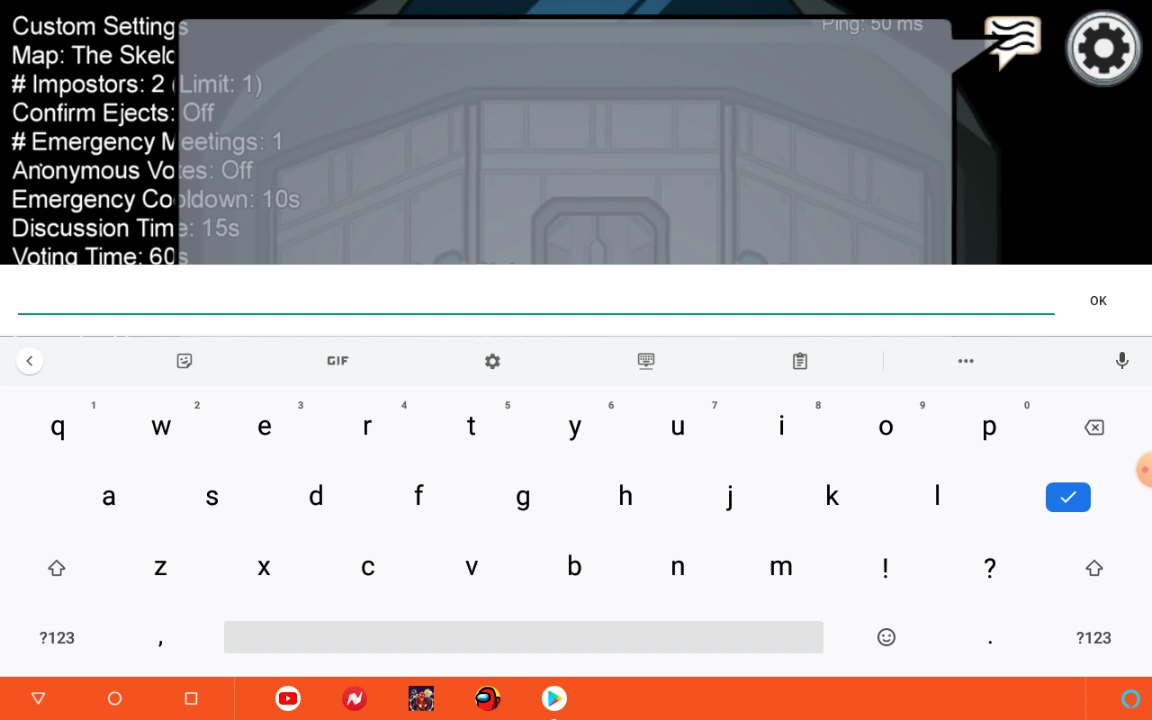 Custom Settings
Ping: 50 ms
Map: The Skeld
# Impostors: 2 (Limit: 1)
Confirm Ejects: Off
# Emergency Meetings: 1
Anonymous Votes: Off
Emergency Cooldown: 10s
Discussion Time: 15s
Voting Time: 60s
OK
GIF
1 2 3 4 5 6 7 8 9 0
q w e r t y u i o p
a s d f g h j k l
z x c v b n m ! ?
?123 , . ?123